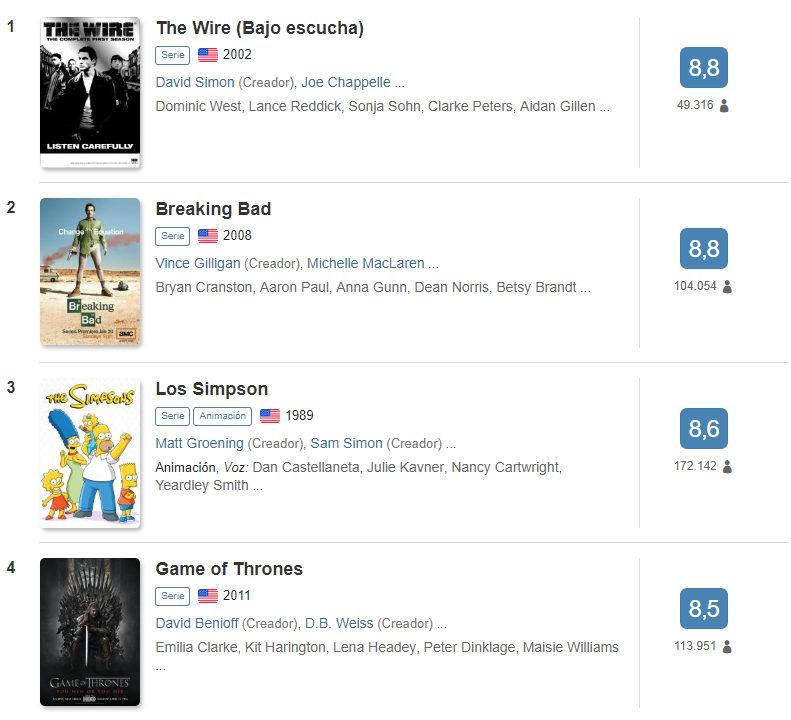 1
THE WIRE
THE COMPLETE FIRST SEASON
LISTEN CAREFULLY
The Wire (Bajo escucha)
Serie 2002
David Simon (Creador), Joe Chappelle ...
Dominic West, Lance Reddick, Sonja Sohn, Clarke Peters, Aidan Gillen ...
8,8
49.316
2
Change the Equation
Breaking
Bad
Series Premiere Jan 20
Sundays 10pm
amc
Breaking Bad
Serie 2008
Vince Gilligan (Creador), Michelle MacLaren ...
Bryan Cranston, Aaron Paul, Anna Gunn, Dean Norris, Betsy Brandt ...
8,8
104.054
3
THE SIMPSONS
Los Simpson
Serie Animación 1989
Matt Groening (Creador), Sam Simon (Creador) ...
Animación, Voz: Dan Castellaneta, Julie Kavner, Nancy Cartwright,
Yeardley Smith ...
8,6
172.142
4
GAME OF THRONES
YOU WIN OR YOU DIE
HBO
Game of Thrones
Serie 2011
David Benioff (Creador), D.B. Weiss (Creador) ...
Emilia Clarke, Kit Harington, Lena Headey, Peter Dinklage, Maisie Williams
...
8,5
113.951